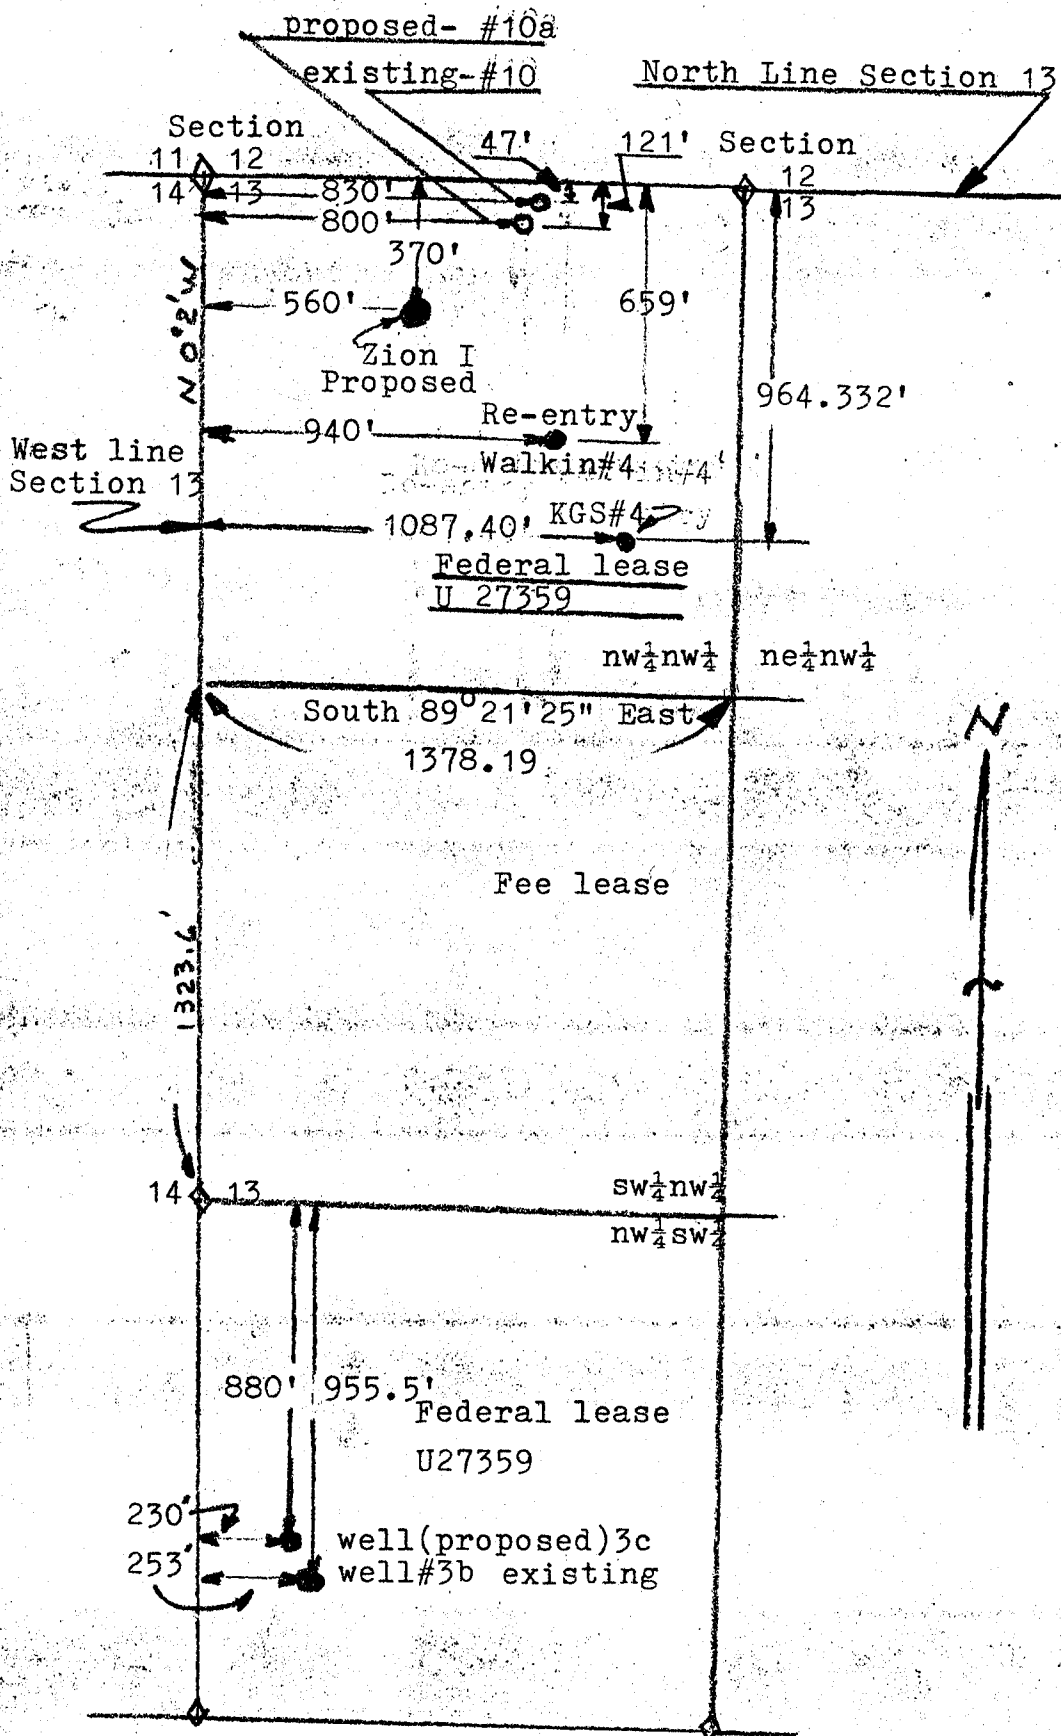 proposed- #10a
existing-#10
North Line Section 13
Section
47'
121' Section
11 12
12
14 13
830'
13
800'
370'
N 0°2'W
560'
659'
Zion I
Proposed
964.332'
Re-entry
940'
West line
Section 13
Walkin#4
KGS#4
1087.40'
Federal lease
U 27359
nw¼nw¼ ne¼nw¼
South 89°21'25" East
1378.19
N
Fee lease
1323.6'
14 13
sw¼nw¼
nw¼sw¼
880' 955.5'
Federal lease
U27359
230'
well(proposed)3c
253'
well#3b existing